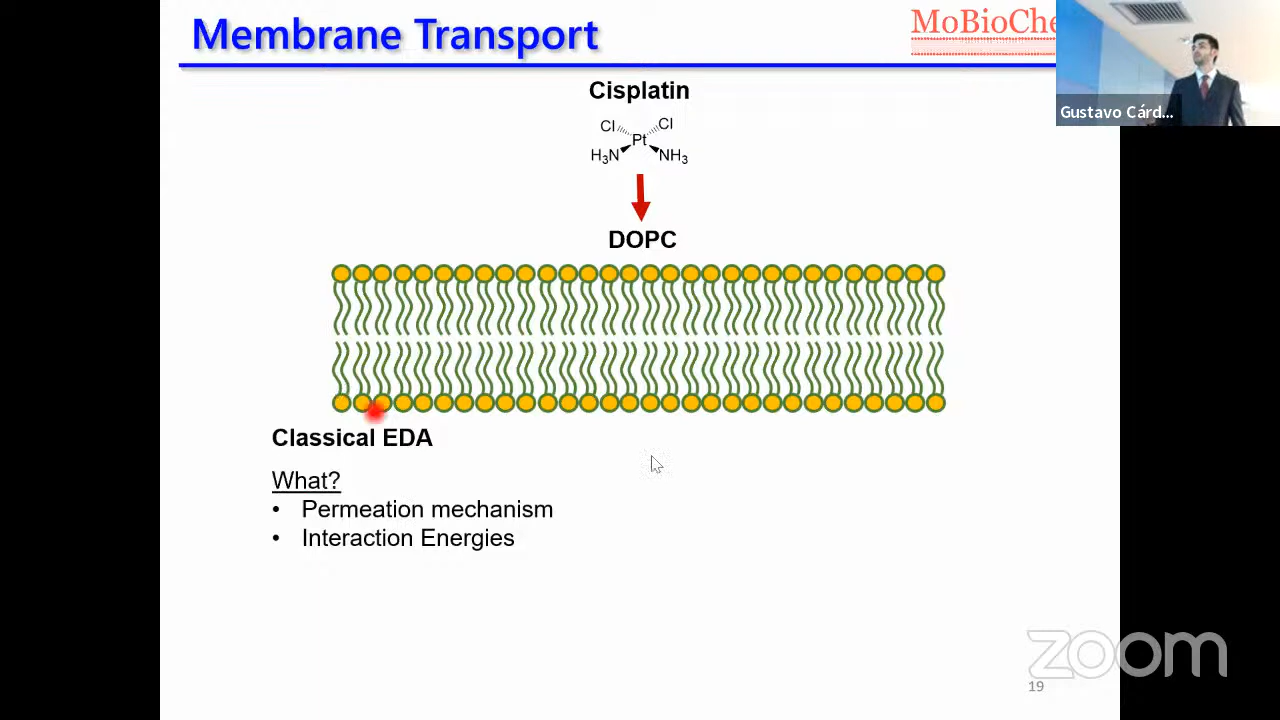 Membrane Transport
MoBioChe
Gustavo Cárd...
Cisplatin
Cl
Cl
Pt
H₃N
NH₃
DOPC
Classical EDA
What?
• Permeation mechanism
• Interaction Energies
zoom
19